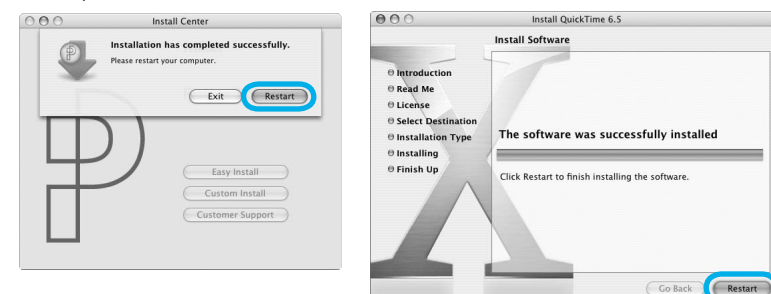 Install Center
Installation has completed successfully.
Please restart your computer.
Exit
Restart
Easy Install
Custom Install
Customer Support
Install QuickTime 6.5
Install Software
Introduction
Read Me
License
Select Destination
Installation Type
Installing
Finish Up
The software was successfully installed
Click Restart to finish installing the software.
Go Back
Restart